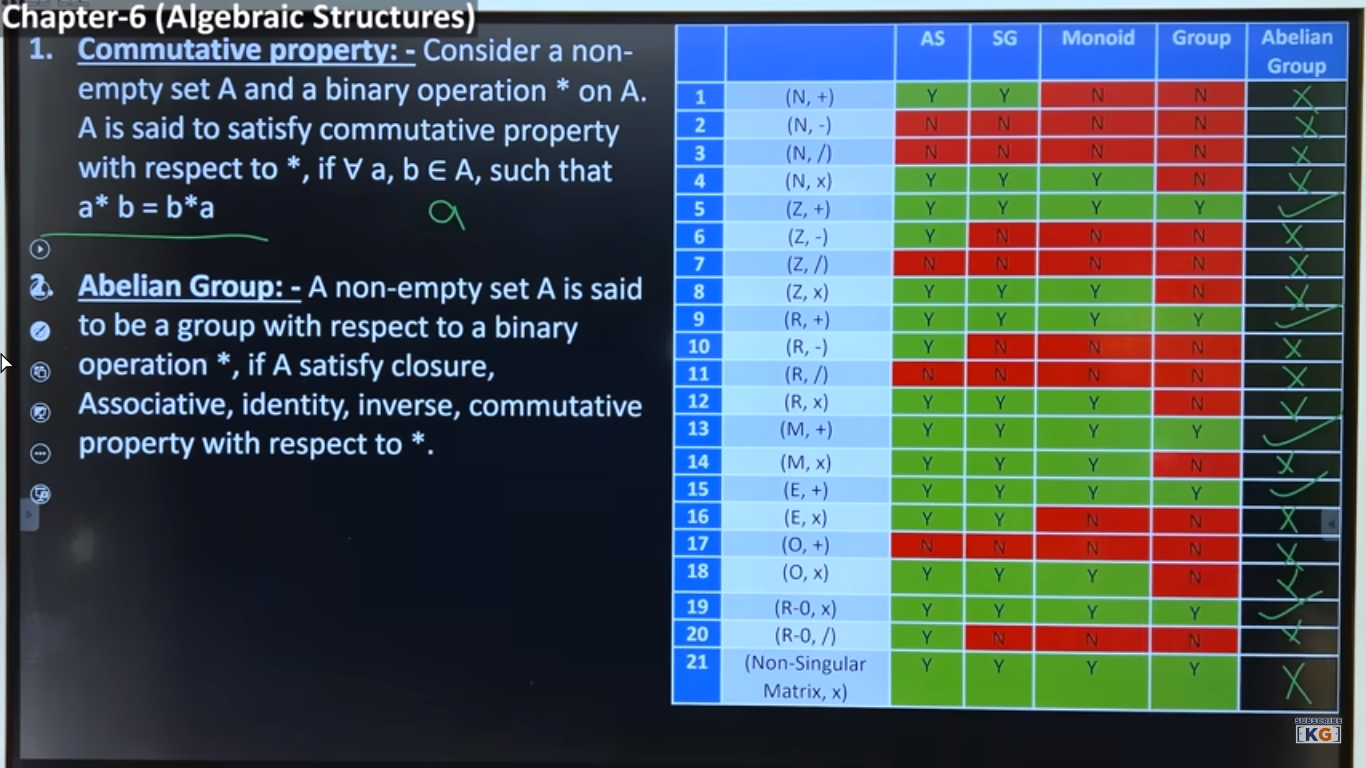 Chapter-6 (Algebraic Structures)
1. Commutative property: - Consider a non-
empty set A and a binary operation * on A.
A is said to satisfy commutative property
with respect to *, if ∀ a, b ∈ A, such that
a* b = b*a
2. Abelian Group: - A non-empty set A is said
to be a group with respect to a binary
operation *, if A satisfy closure,
Associative, identity, inverse, commutative
property with respect to *.
AS SG Monoid Group Abelian
Group
1 (N, +) Y Y N N X
2 (N, -) N N N N X
3 (N, /) N N N N X
4 (N, x) Y Y Y N X
5 (Z, +) Y Y Y Y ✓
6 (Z, -) Y N N N X
7 (Z, /) N N N N X
8 (Z, x) Y Y Y N X
9 (R, +) Y Y Y Y ✓
10 (R, -) Y N N N X
11 (R, /) N N N N X
12 (R, x) Y Y Y N X
13 (M, +) Y Y Y Y ✓
14 (M, x) Y Y Y N X
15 (E, +) Y Y Y Y ✓
16 (E, x) Y Y N N X
17 (O, +) N N N N X
18 (O, x) Y Y Y N X
19 (R-0, x) Y Y Y Y ✓
20 (R-0, /) Y N N N X
21 (Non-Singular Y Y Y Y X
Matrix, x)
SUBSCRIBE
[KG]